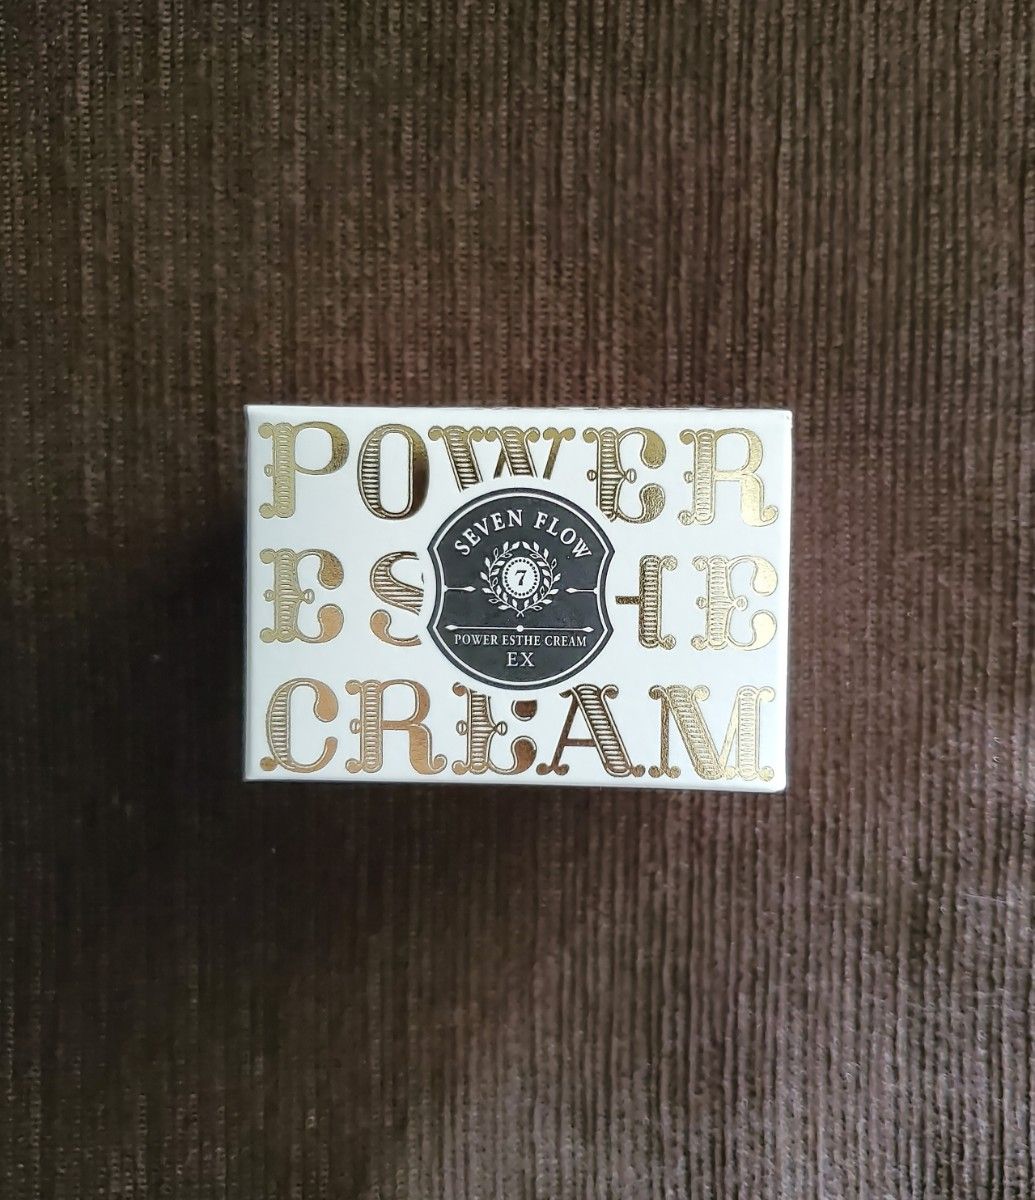 POWER
ESTHE
CREAM
SEVEN FLOW
7
POWER ESTHE CREAM
EX